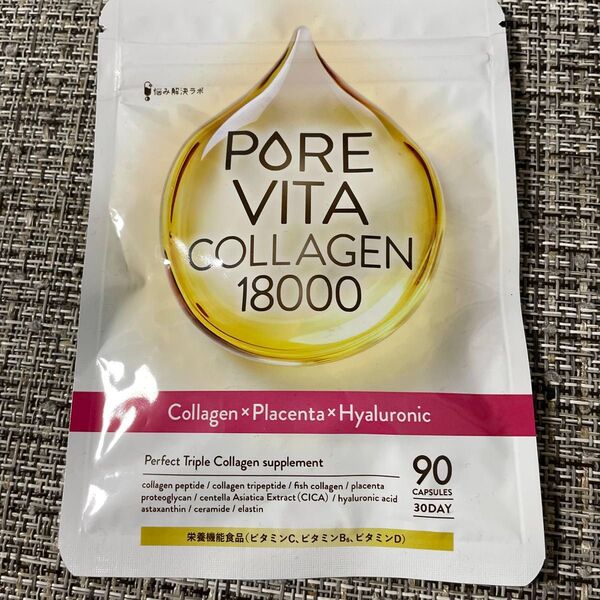 悩み解決ラボ
PORE
VITA
COLLAGEN
18000
Collagen×Placenta×Hyaluronic
Perfect Triple Collagen supplement
collagen peptide / collagen tripeptide / fish collagen / placenta
proteoglycan / centella Asiatica Extract (CICA) / hyaluronic acid
astaxanthin / ceramide / elastin
90
CAPSULES
30DAY
栄養機能食品(ビタミンC、ビタミンB₆、ビタミンD)